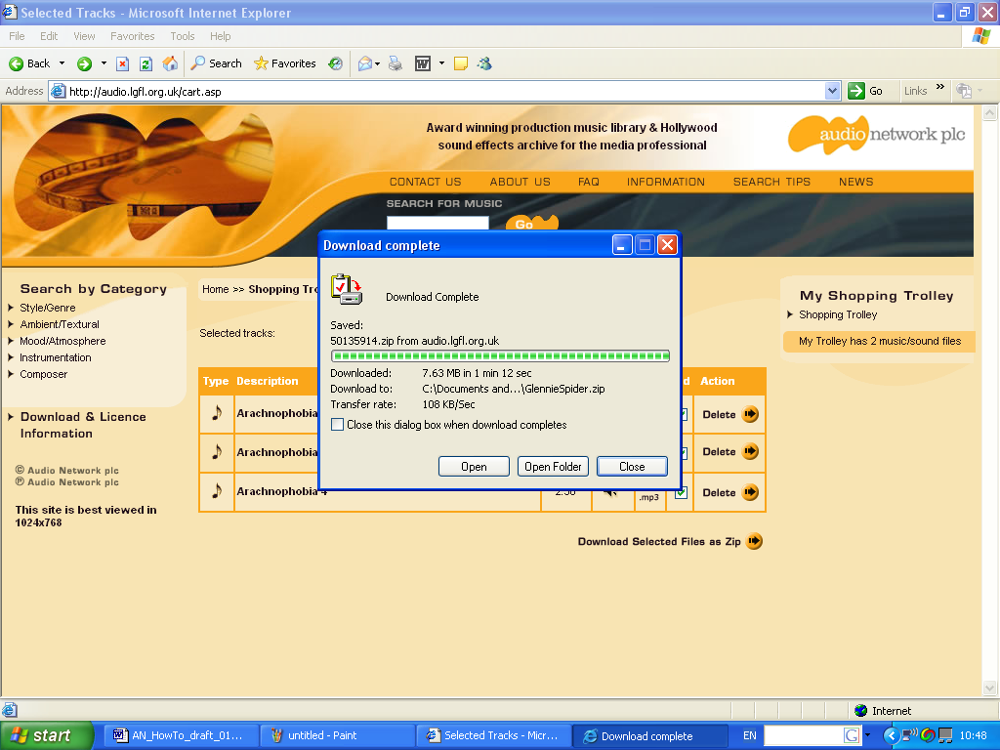 Selected Tracks - Microsoft Internet Explorer
File Edit View Favorites Tools Help
Back Search Favorites
Address http://audio.lgfl.org.uk/cart.asp Go Links »
Award winning production music library & Hollywood
sound effects archive for the media professional
audio network plc
CONTACT US ABOUT US FAQ INFORMATION SEARCH TIPS NEWS
SEARCH FOR MUSIC
Go
Search by Category
Style/Genre
Ambient/Textural
Mood/Atmosphere
Instrumentation
Composer
Download & Licence
Information
© Audio Network plc
℗ Audio Network plc
This site is best viewed in
1024x768
Home >> Shopping Tro
Selected tracks:
Type Description d Action
Arachnophobia Delete
Arachnophobia Delete
Arachnophobia 4 2:58 .mp3 Delete
Download Selected Files as Zip
My Shopping Trolley
Shopping Trolley
My Trolley has 2 music/sound files
Download complete
Download Complete
Saved:
50135914.zip from audio.lgfl.org.uk
Downloaded: 7.63 MB in 1 min 12 sec
Download to: C:\Documents and...\GlennieSpider.zip
Transfer rate: 108 KB/Sec
Close this dialog box when download completes
Open Open Folder Close
Internet
start AN_HowTo_draft_01... untitled - Paint Selected Tracks - Micr... Download complete EN G 10:48